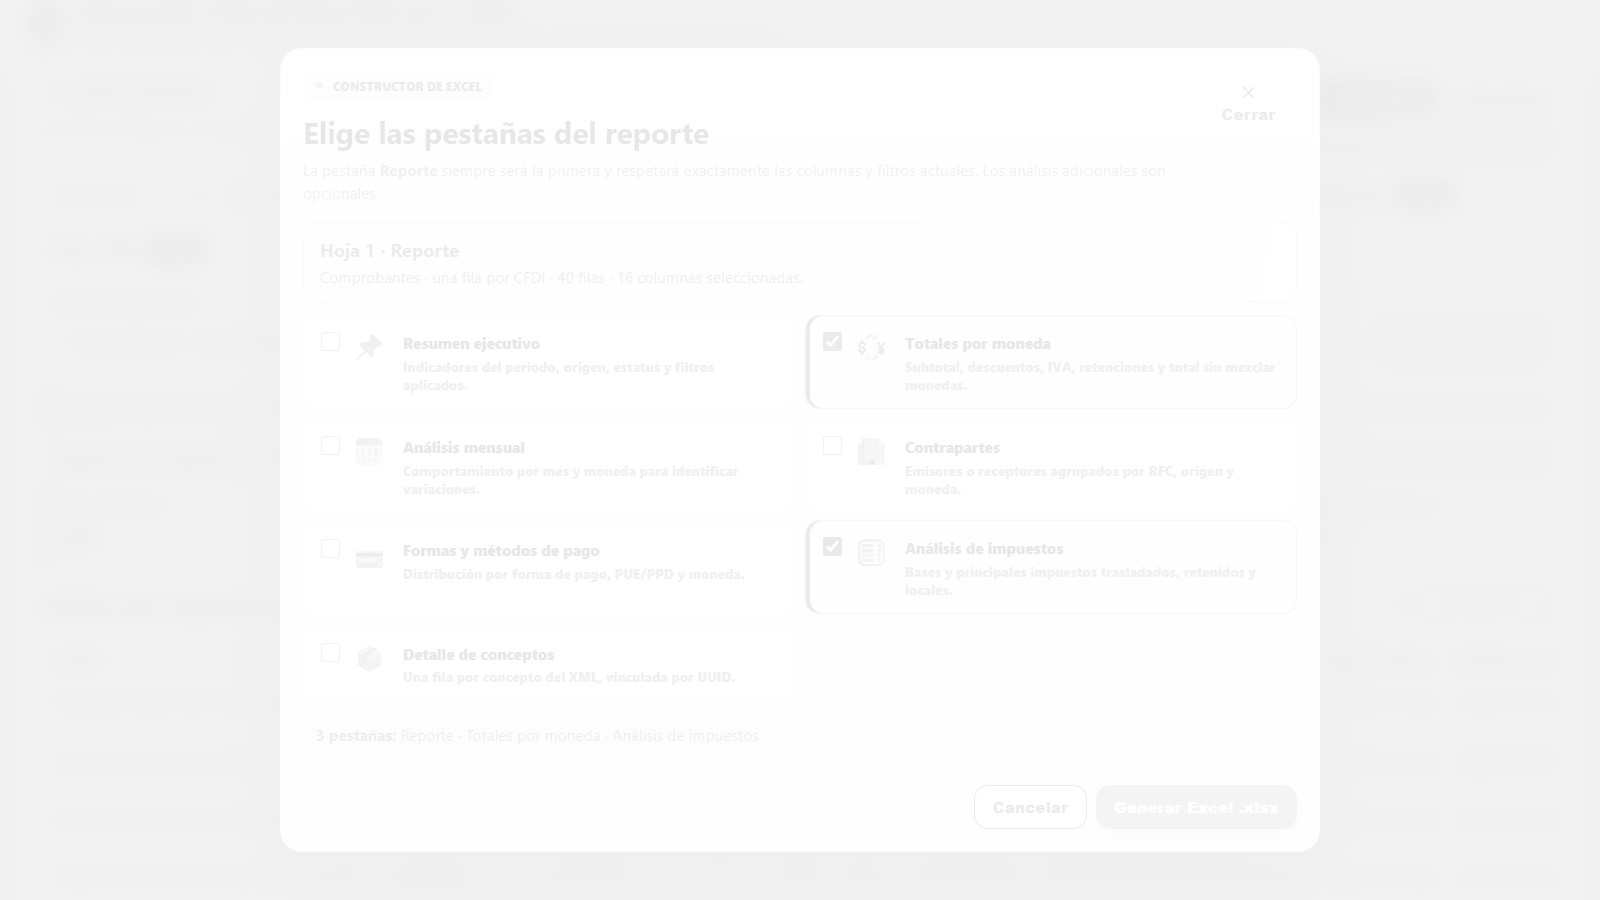 CONSTRUCTOR DE EXCEL
× Cerrar
Elige las pestañas del reporte
La pestaña Reporte siempre será la primera y respetará exactamente las columnas y filtros actuales. Los análisis adicionales son
opcionales.
Hoja 1 · Reporte
Comprobantes · una fila por CFDI · 40 filas · 16 columnas seleccionadas.
Resumen ejecutivo
Indicadores del periodo, origen, estatus y filtros
aplicados.
Totales por moneda
Subtotal, descuentos, IVA, retenciones y total sin mezclar
monedas.
Análisis mensual
Comportamiento por mes y moneda para identificar
variaciones.
Contrapartes
Emisores o receptores agrupados por RFC, origen y
moneda.
Formas y métodos de pago
Distribución por forma de pago, PUE/PPD y moneda.
Análisis de impuestos
Bases y principales impuestos trasladados, retenidos y
locales.
Detalle de conceptos
Una fila por concepto del XML, vinculada por UUID.
3 pestañas: Reporte · Totales por moneda · Análisis de impuestos
Cancelar
Generar Excel .xlsx